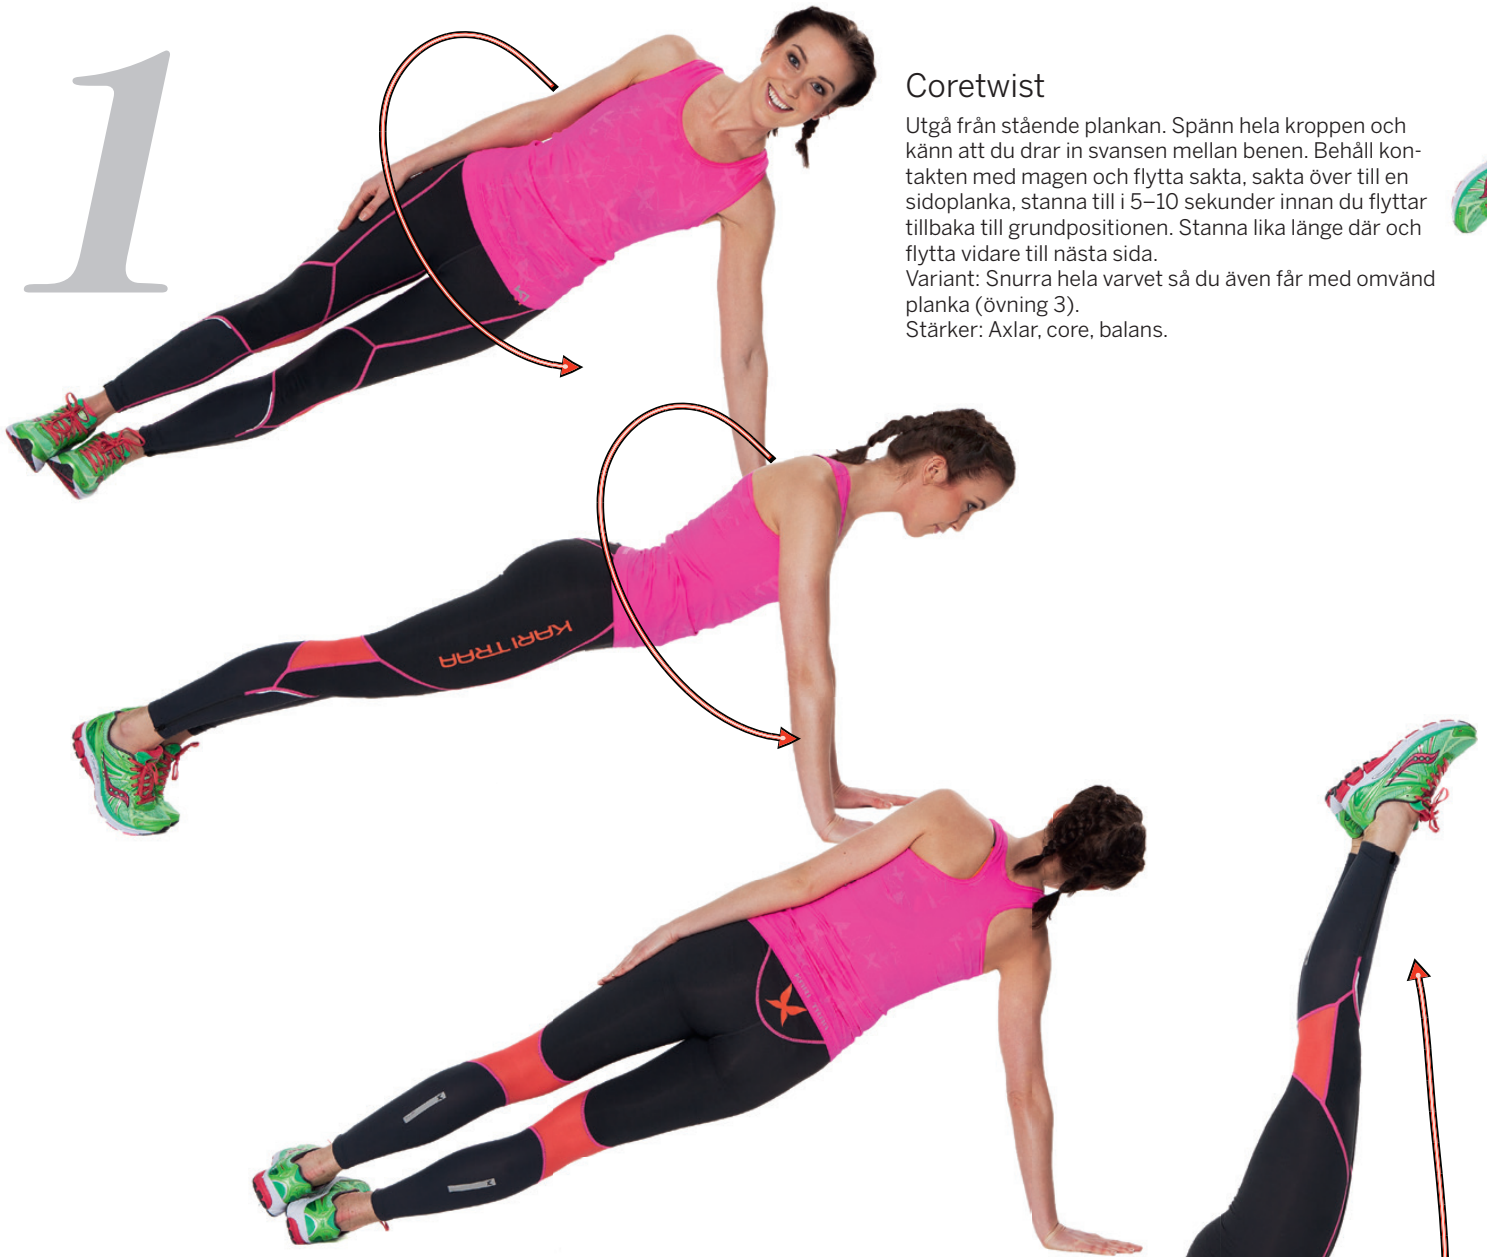 1
Coretwist
Utgå från stående plankan. Spänn hela kroppen och
känn att du drar in svansen mellan benen. Behåll kon-
takten med magen och flytta sakta, sakta över till en
sidoplanka, stanna till i 5–10 sekunder innan du flyttar
tillbaka till grundpositionen. Stanna lika länge där och
flytta vidare till nästa sida.
Variant: Snurra hela varvet så du även får med omvänd
planka (övning 3).
Stärker: Axlar, core, balans.
KARI TRAA